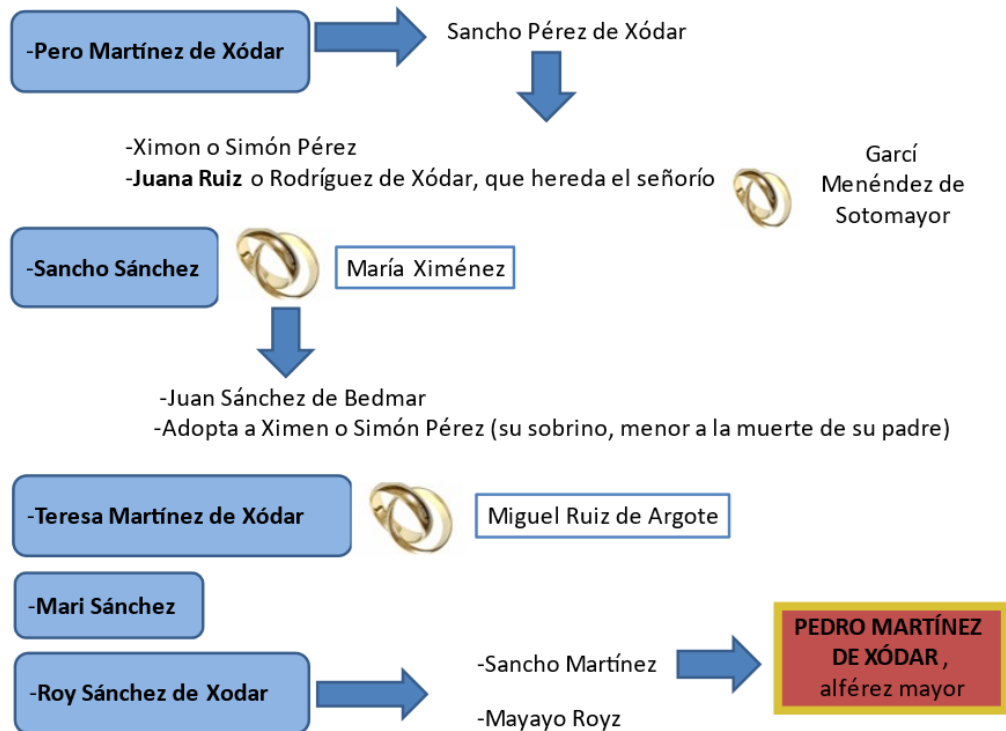 -Pero Martínez de Xódar
Sancho Pérez de Xódar
-Ximon o Simón Pérez
-Juana Ruiz o Rodríguez de Xódar, que hereda el señorío
Garcí
Menéndez de
Sotomayor
-Sancho Sánchez
María Ximénez
-Juan Sánchez de Bedmar
-Adopta a Ximen o Simón Pérez (su sobrino, menor a la muerte de su padre)
-Teresa Martínez de Xódar
Miguel Ruiz de Argote
-Mari Sánchez
-Roy Sánchez de Xodar
-Sancho Martínez
-Mayayo Royz
PEDRO MARTÍNEZ
DE XÓDAR ,
alférez mayor